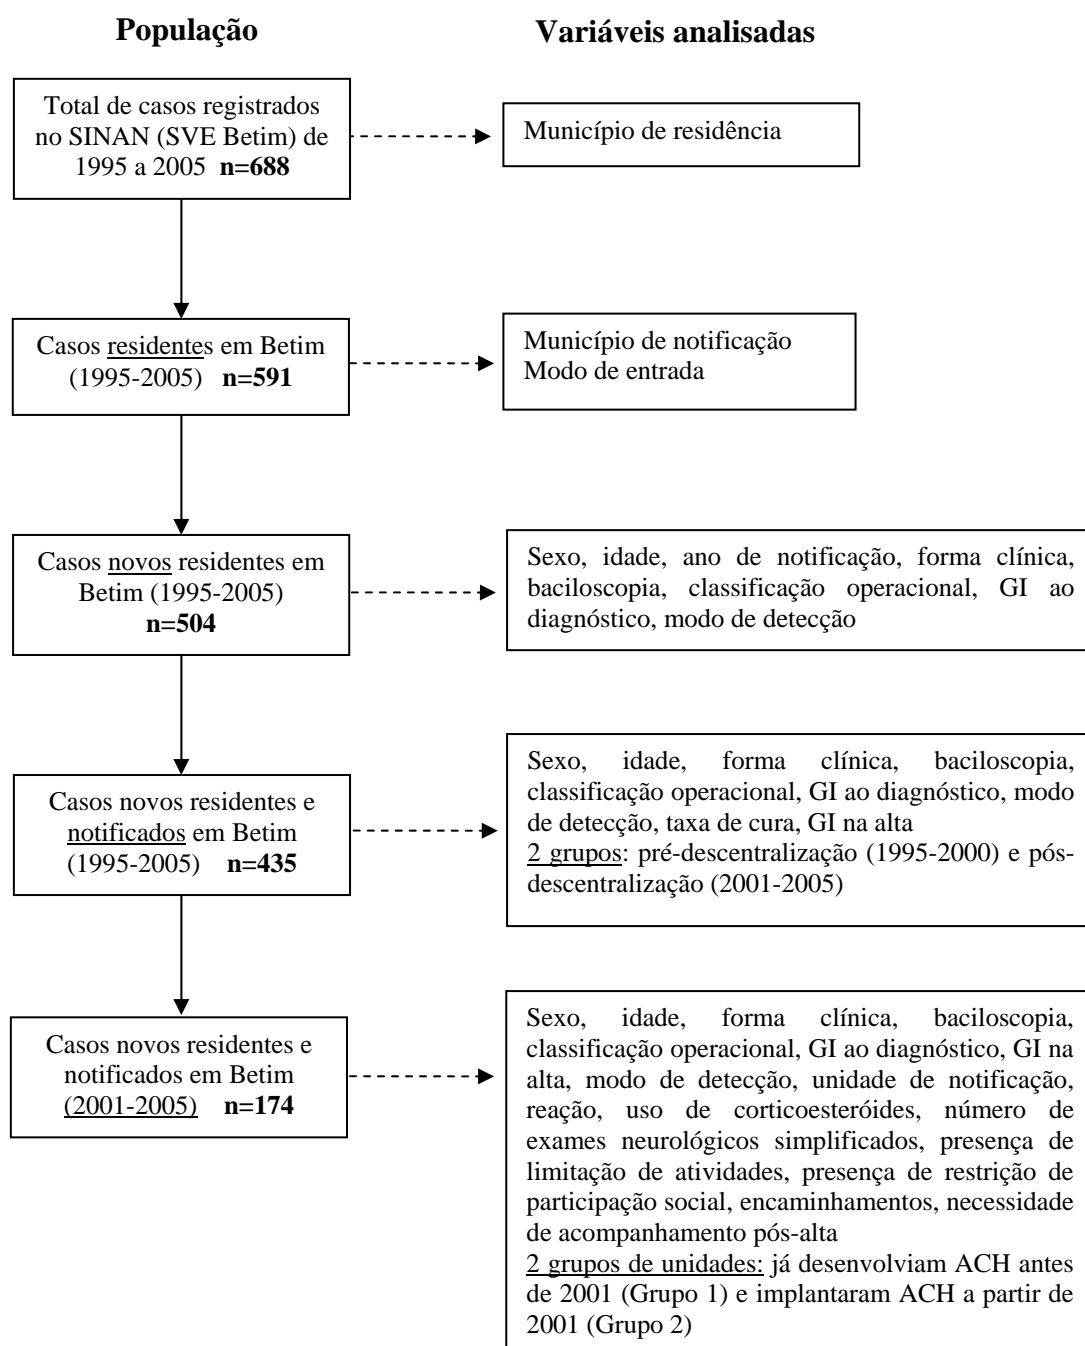 População
Variáveis analisadas
Total de casos registrados
no SINAN (SVE Betim) de
1995 a 2005 n=688
Município de residência
Casos residentes em Betim
(1995-2005) n=591
Município de notificação
Modo de entrada
Casos novos residentes em
Betim (1995-2005)
n=504
Sexo, idade, ano de notificação, forma clínica,
baciloscopia, classificação operacional, GI ao
diagnóstico, modo de detecção
Casos novos residentes e
notificados em Betim
(1995-2005) n=435
Sexo, idade, forma clínica, baciloscopia,
classificação operacional, GI ao diagnóstico, modo
de detecção, taxa de cura, GI na alta
2 grupos: pré-descentralização (1995-2000) e pós-
descentralização (2001-2005)
Casos novos residentes e
notificados em Betim
(2001-2005) n=174
Sexo, idade, forma clínica, baciloscopia,
classificação operacional, GI ao diagnóstico, GI na
alta, modo de detecção, unidade de notificação,
reação, uso de corticoesteróides, número de
exames neurológicos simplificados, presença de
limitação de atividades, presença de restrição de
participação social, encaminhamentos, necessidade
de acompanhamento pós-alta
2 grupos de unidades: já desenvolviam ACH antes
de 2001 (Grupo 1) e implantaram ACH a partir de
2001 (Grupo 2)